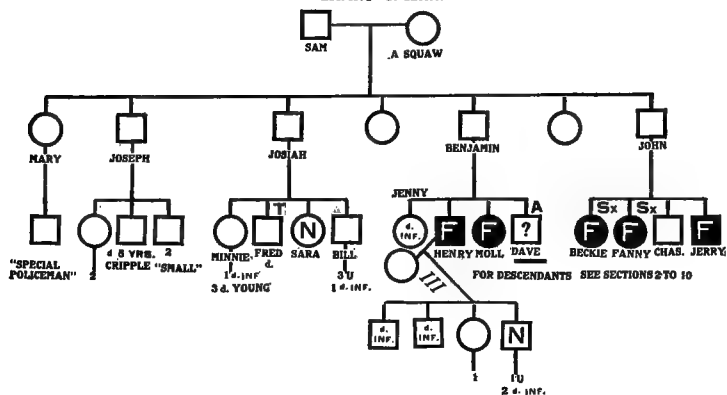 SAM
A SQUAW
MARY
JOSEPH
JOSIAH
BENJAMIN
JOHN
JENNY
T.
A
Sx
Sx
d. INF.
F
F
?
F
F
F
N
"SPECIAL POLICEMAN"
2
d 5 YRS. CRIPPLE
2 "SMALL"
MINNIE
1 d. INF
3 d. YOUNG
FRED d.
SARA
BILL
3 U
1 d. INF.
HENRY
MOLL
DAVE
BECKIE
FANNY
CHAS.
JERRY
FOR DESCENDANTS SEE SECTIONS 2 TO 10
III
d. INF.
d. INF.
N
1
1U
2 d. INF.